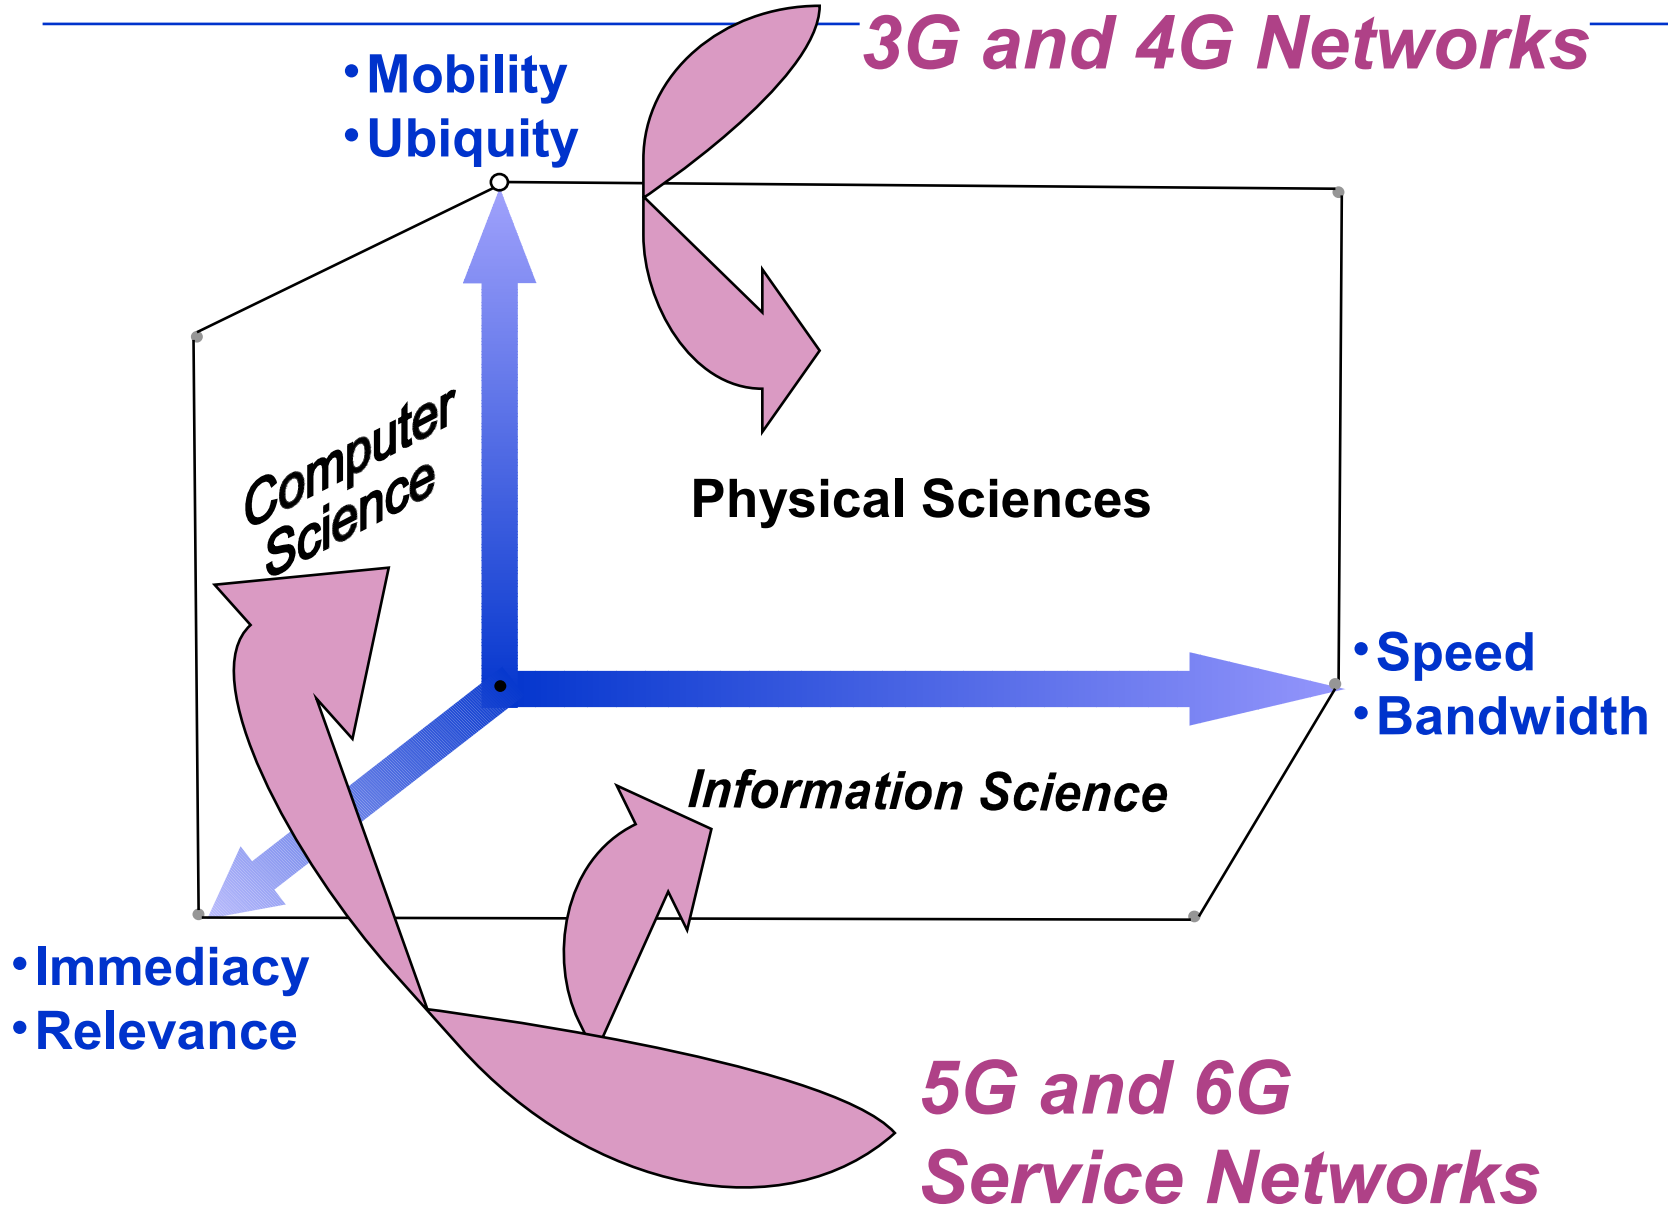 3G and 4G Networks
•Mobility
•Ubiquity
Computer
Science
Physical Sciences
•Speed
•Bandwidth
Information Science
•Immediacy
•Relevance
5G and 6G
Service Networks